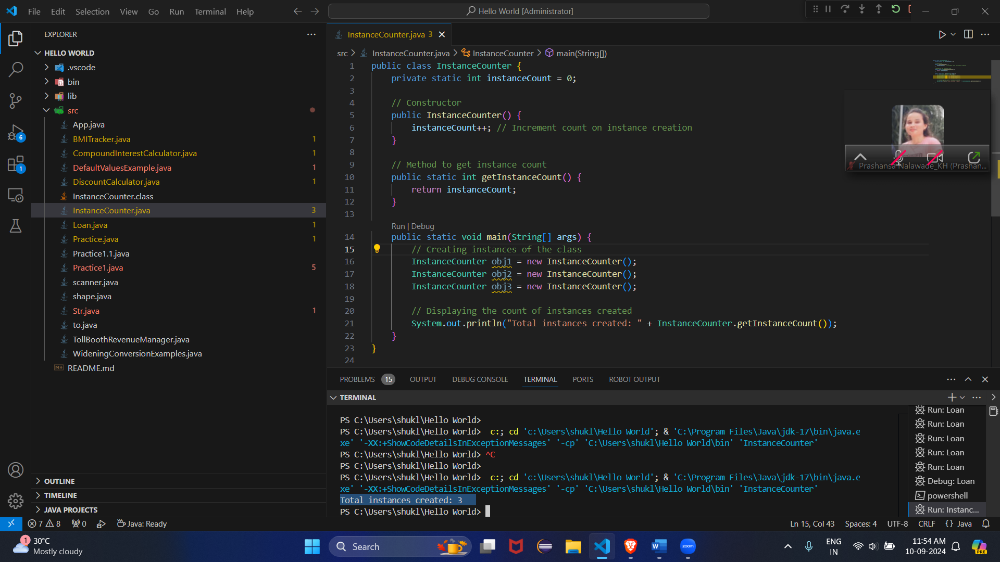 File Edit Selection View Go Run Terminal Help
Hello World [Administrator]
EXPLORER
HELLO WORLD
.vscode
bin
lib
src
App.java
BMITracker.java 1
CompoundInterestCalculator.java 1
DefaultValuesExample.java 1
DiscountCalculator.java 1
InstanceCounter.class
InstanceCounter.java 3
Loan.java 1
Practice.java 1
Practice1.1.java
Practice1.java 5
scanner.java
shape.java
Str.java 1
to.java
TollBoothRevenueManager.java
WideningConversionExamples.java
README.md
OUTLINE
TIMELINE
JAVA PROJECTS
6
1
InstanceCounter.java 3
src > InstanceCounter.java > InstanceCounter > main(String[])
1 public class InstanceCounter {
2 private static int instanceCount = 0;
3
4 // Constructor
5 public InstanceCounter() {
6 instanceCount++; // Increment count on instance creation
7 }
8
9 // Method to get instance count
10 public static int getInstanceCount() {
11 return instanceCount;
12 }
13
Run | Debug
14 public static void main(String[] args) {
15 // Creating instances of the class
16 InstanceCounter obj1 = new InstanceCounter();
17 InstanceCounter obj2 = new InstanceCounter();
18 InstanceCounter obj3 = new InstanceCounter();
19
20 // Displaying the count of instances created
21 System.out.println("Total instances created: " + InstanceCounter.getInstanceCount());
22 }
23 }
24
Prashansa Nalawade_KH (Prashan...
PROBLEMS 15 OUTPUT DEBUG CONSOLE TERMINAL PORTS ROBOT OUTPUT
TERMINAL
PS C:\Users\shukl\Hello World>
PS C:\Users\shukl\Hello World> c:; cd 'c:\Users\shukl\Hello World'; & 'C:\Program Files\Java\jdk-17\bin\java.e
xe' '-XX:+ShowCodeDetailsInExceptionMessages' '-cp' 'C:\Users\shukl\Hello World\bin' 'InstanceCounter'
PS C:\Users\shukl\Hello World> ^C
PS C:\Users\shukl\Hello World>
PS C:\Users\shukl\Hello World> c:; cd 'c:\Users\shukl\Hello World'; & 'C:\Program Files\Java\jdk-17\bin\java.e
xe' '-XX:+ShowCodeDetailsInExceptionMessages' '-cp' 'C:\Users\shukl\Hello World\bin' 'InstanceCounter'
Total instances created: 3
PS C:\Users\shukl\Hello World>
Run: Loan
Run: Loan
Run: Loan
Run: Loan
Run: Loan
Debug: Loan
powershell
Run: Instanc...
7 8 0 Java: Ready
Ln 15, Col 43 Spaces: 4 UTF-8 CRLF {} Java
1
30°C
Mostly cloudy
Search
W
zoom
ENG
IN
11:54 AM
10-09-2024
PRE